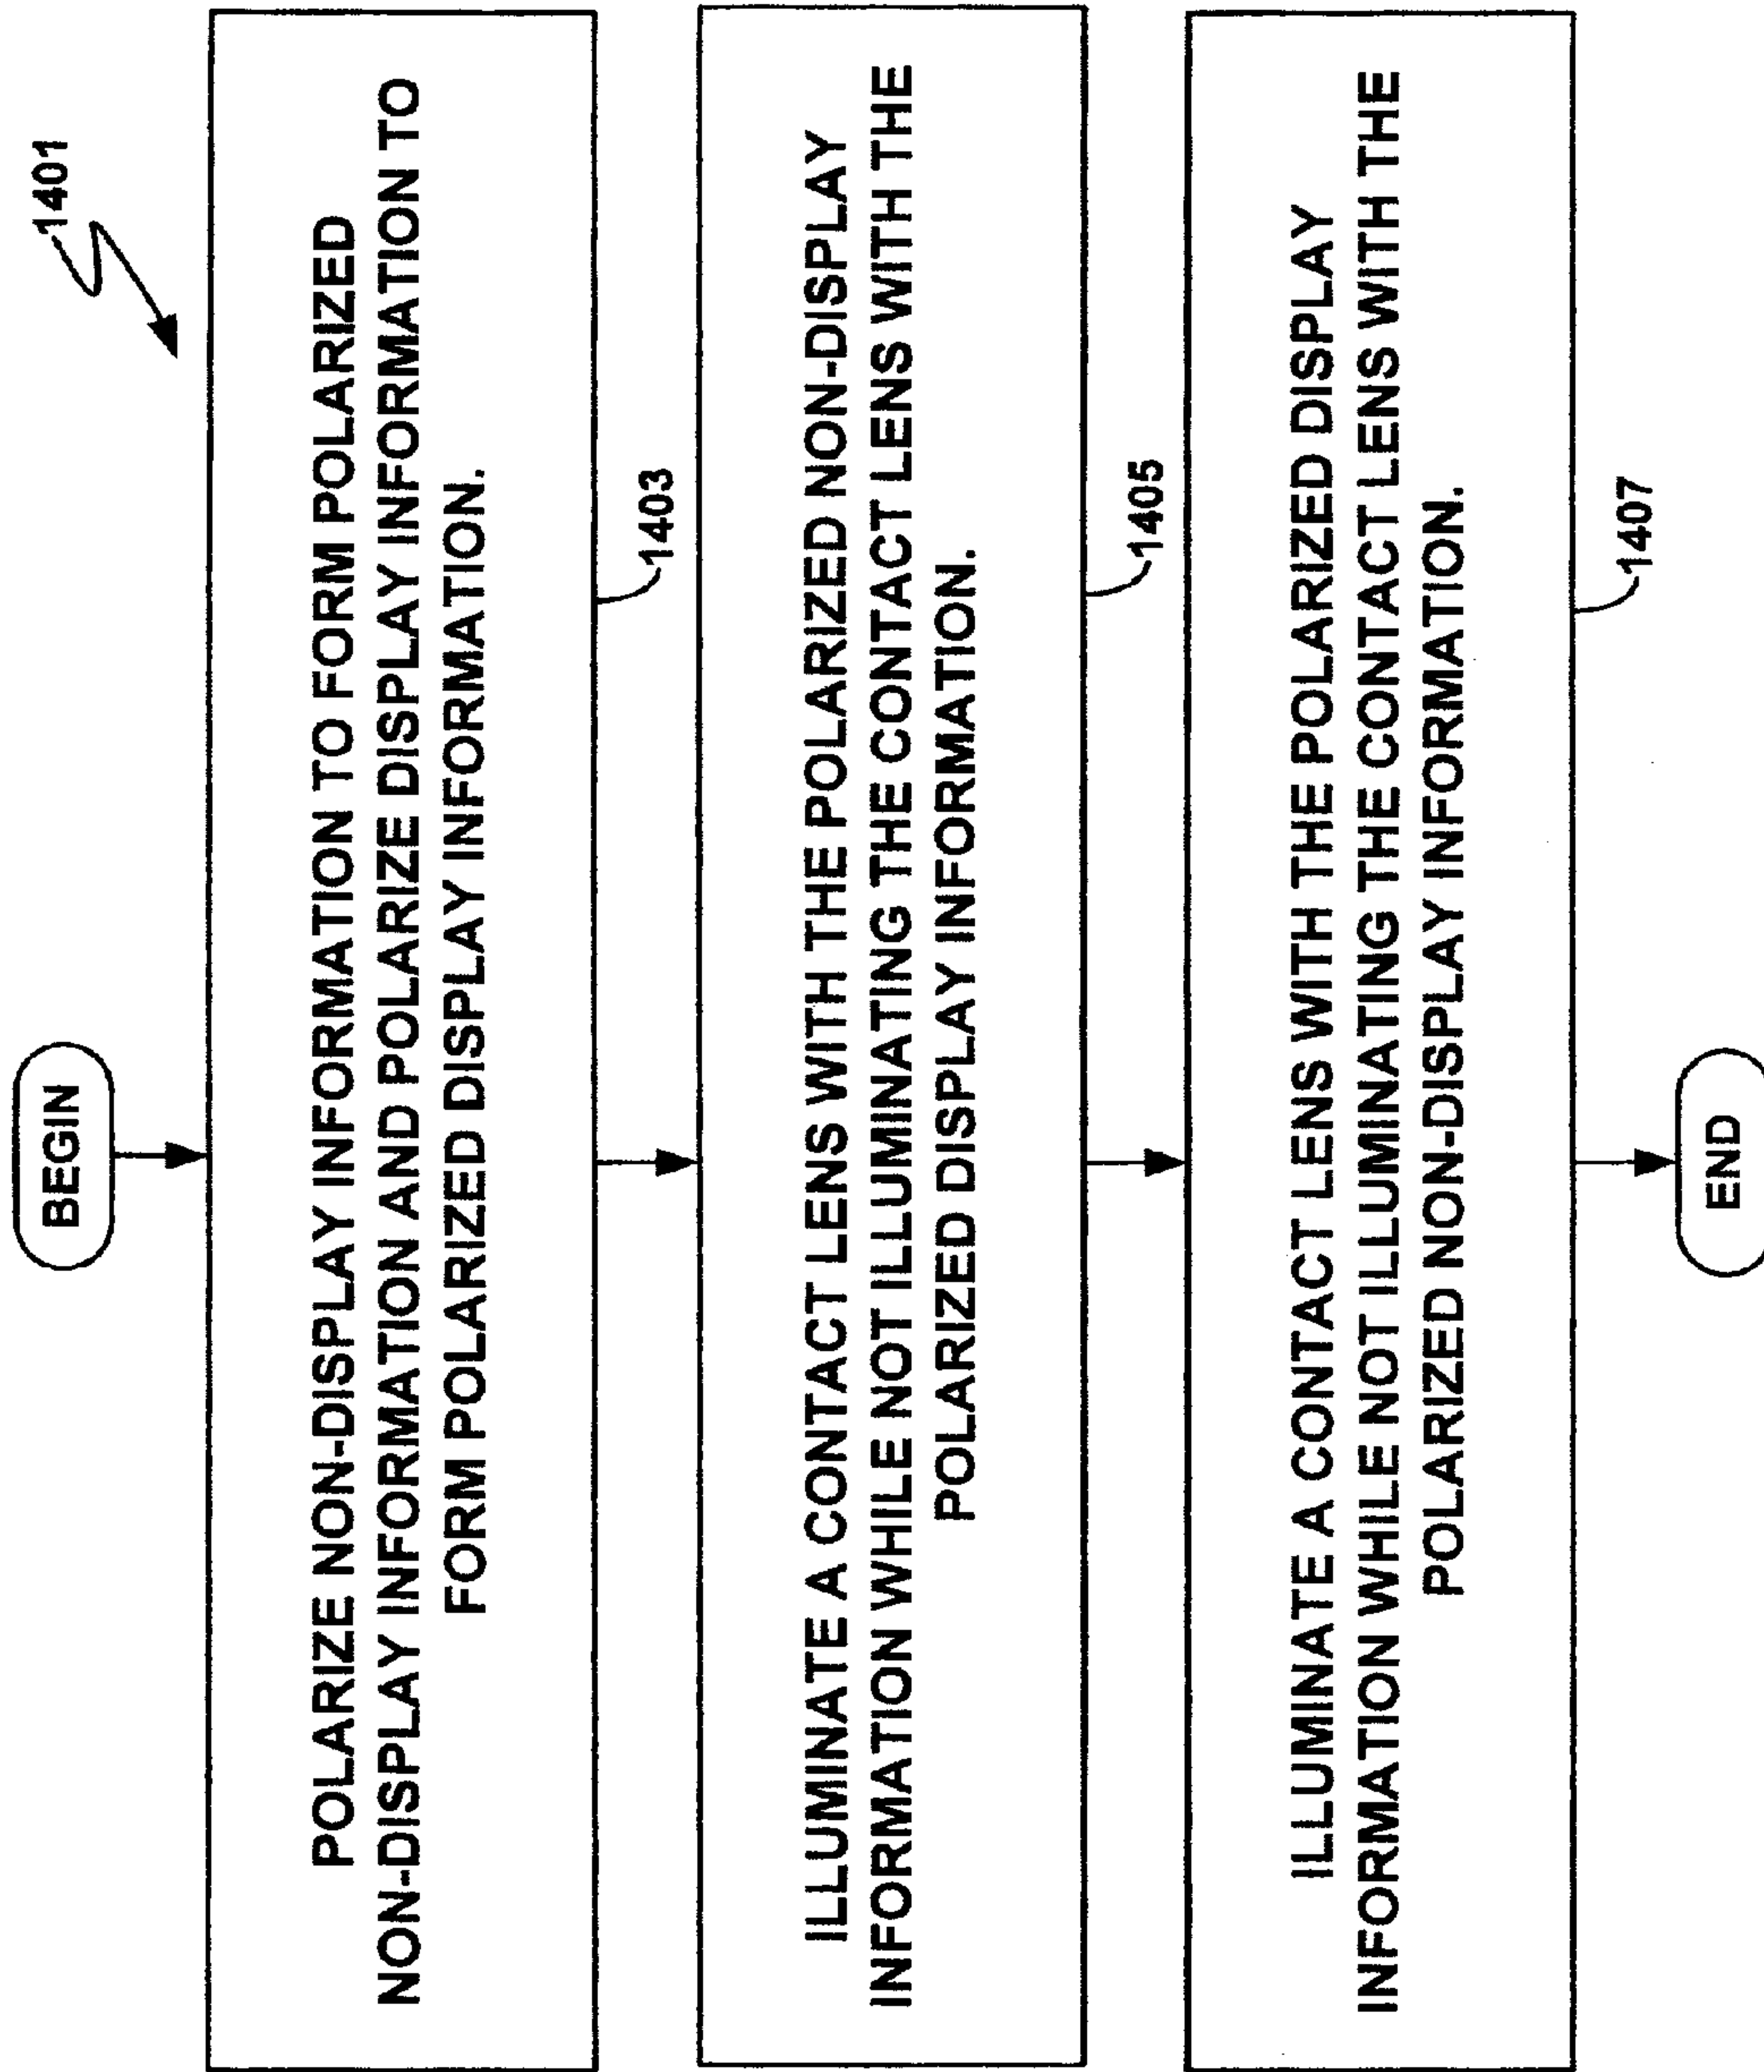 1401
BEGIN
POLARIZE NON-DISPLAY INFORMATION TO FORM POLARIZED
NON-DISPLAY INFORMATION AND POLARIZE DISPLAY INFORMATION TO
FORM POLARIZED DISPLAY INFORMATION.
1403
ILLUMINATE A CONTACT LENS WITH THE POLARIZED NON-DISPLAY
INFORMATION WHILE NOT ILLUMINATING THE CONTACT LENS WITH THE
POLARIZED DISPLAY INFORMATION.
1405
ILLUMINATE A CONTACT LENS WITH THE POLARIZED DISPLAY
INFORMATION WHILE NOT ILLUMINATING THE CONTACT LENS WITH THE
POLARIZED NON-DISPLAY INFORMATION.
1407
END